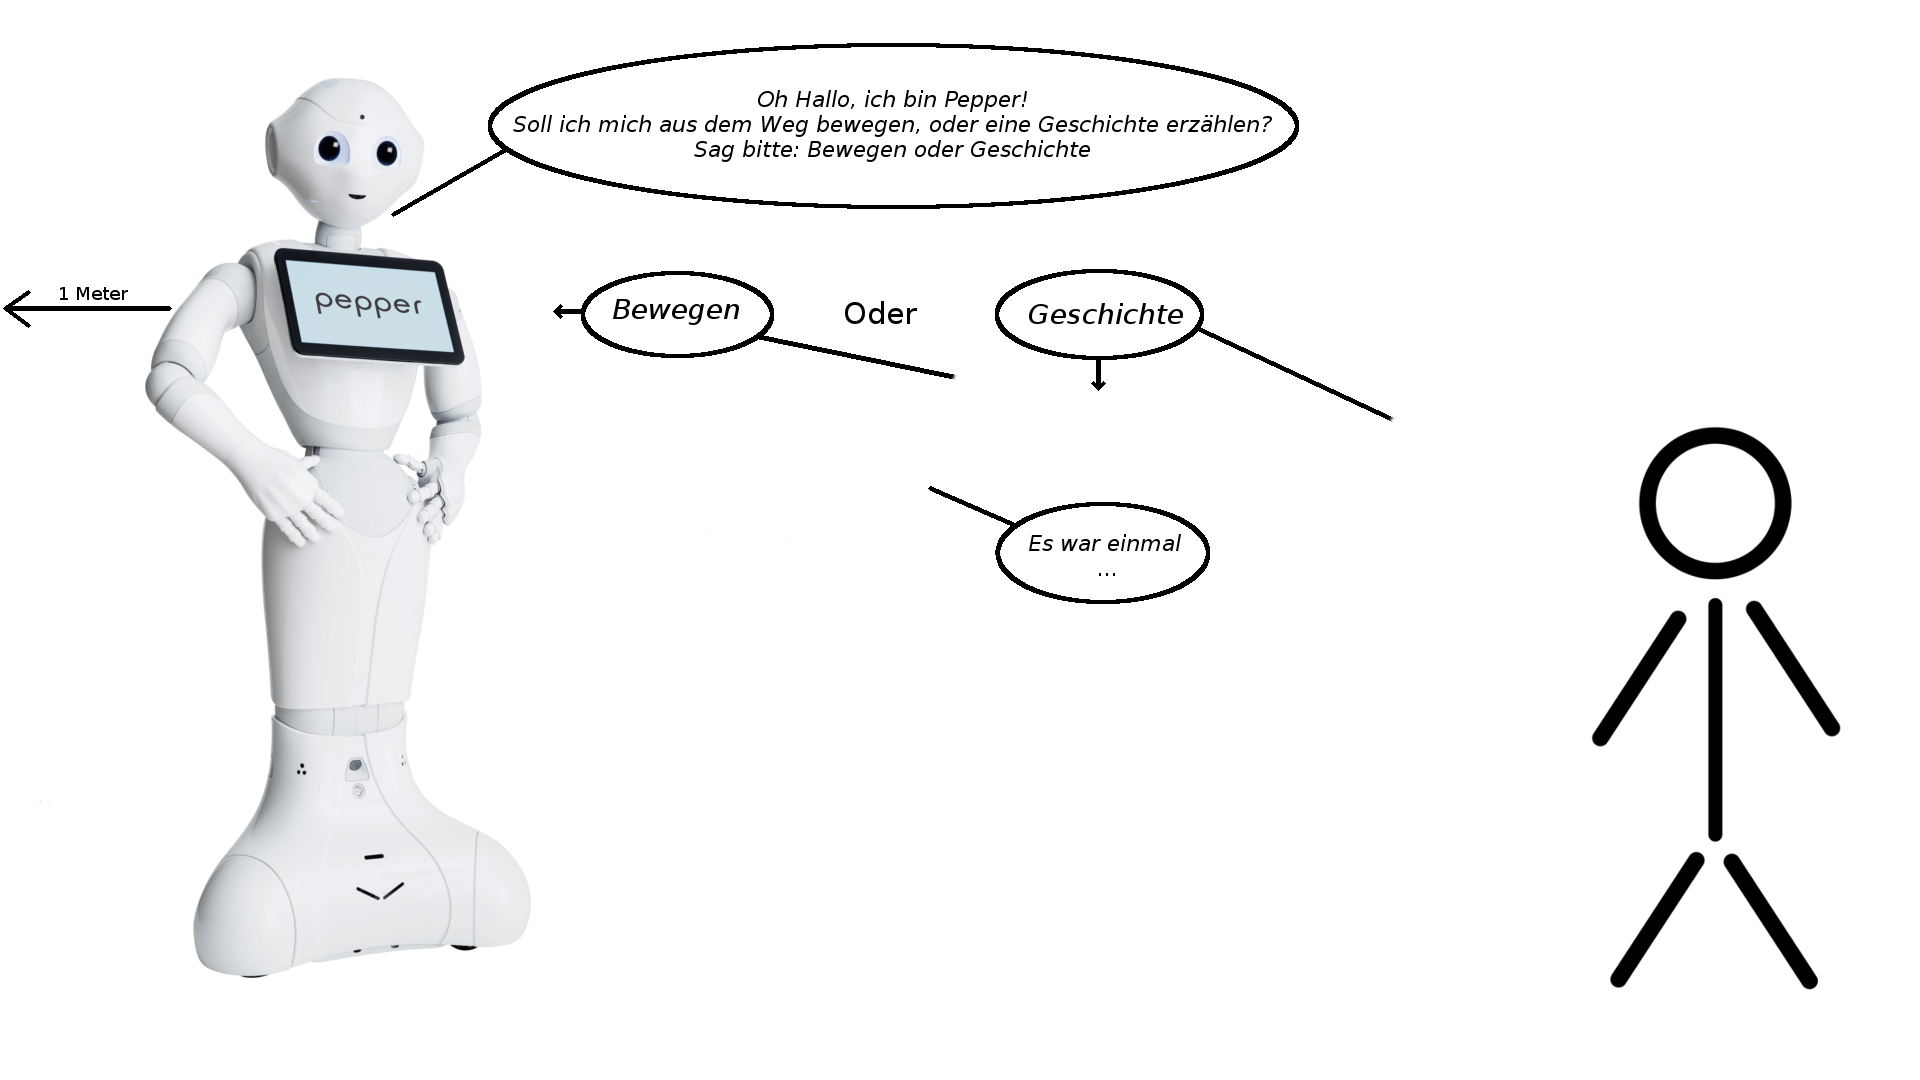 Oh Hallo, ich bin Pepper!
Soll ich mich aus dem Weg bewegen, oder eine Geschichte erzählen?
Sag bitte: Bewegen oder Geschichte
1 Meter
pepper
Bewegen
Oder
Geschichte
Es war einmal
...